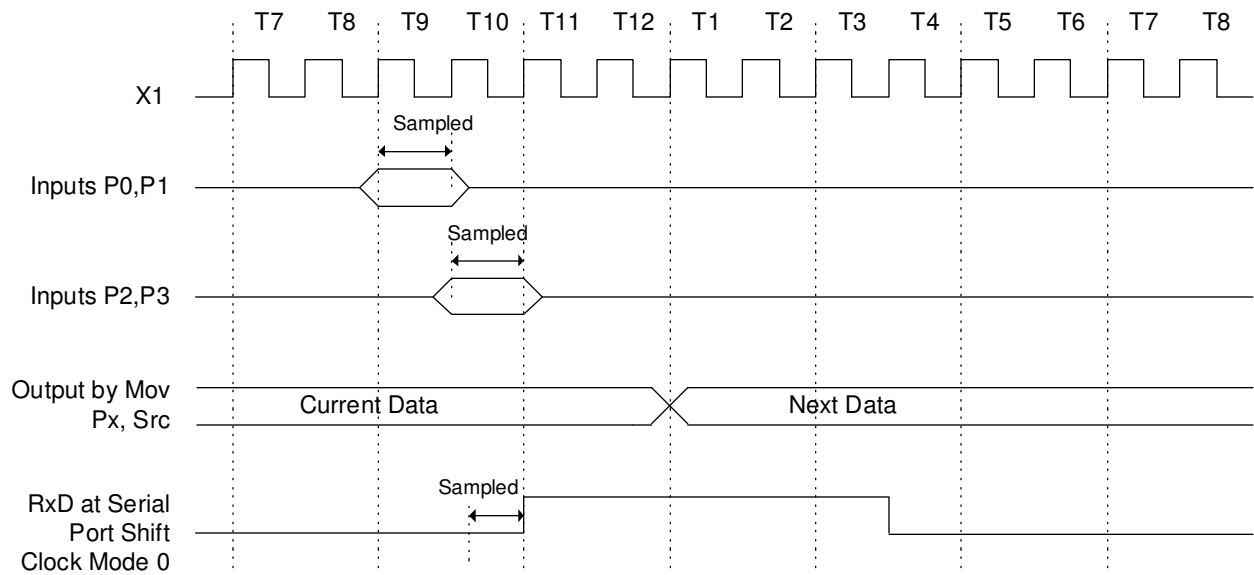 T7 T8 T9 T10 T11 T12 T1 T2 T3 T4 T5 T6 T7 T8
X1
Sampled
Inputs P0,P1
Sampled
Inputs P2,P3
Output by Mov
Px, Src
Current Data
Next Data
Sampled
RxD at Serial
Port Shift
Clock Mode 0